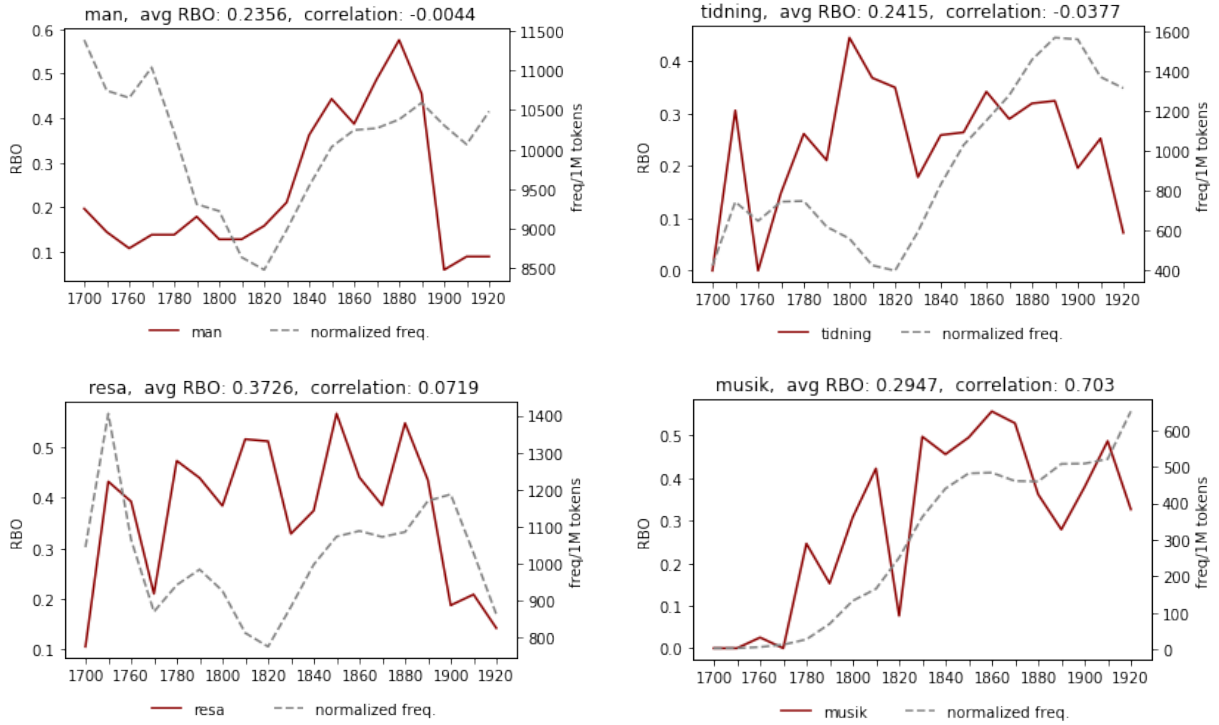 man,  avg RBO: 0.2356,  correlation: -0.0044
0.6
0.5
0.4
0.3
0.2
0.1
RBO
11500
11000
10500
10000
9500
9000
8500
freq/1M tokens
1700 1760 1780 1800 1820 1840 1860 1880 1900 1920
man normalized freq.
tidning,  avg RBO: 0.2415,  correlation: -0.0377
0.4
0.3
0.2
0.1
0.0
RBO
1600
1400
1200
1000
800
600
400
freq/1M tokens
1700 1760 1780 1800 1820 1840 1860 1880 1900 1920
tidning normalized freq.
resa,  avg RBO: 0.3726,  correlation: 0.0719
0.5
0.4
0.3
0.2
0.1
RBO
1400
1300
1200
1100
1000
900
800
freq/1M tokens
1700 1760 1780 1800 1820 1840 1860 1880 1900 1920
resa normalized freq.
musik,  avg RBO: 0.2947,  correlation: 0.703
0.5
0.4
0.3
0.2
0.1
0.0
RBO
600
500
400
300
200
100
0
freq/1M tokens
1700 1760 1780 1800 1820 1840 1860 1880 1900 1920
musik normalized freq.